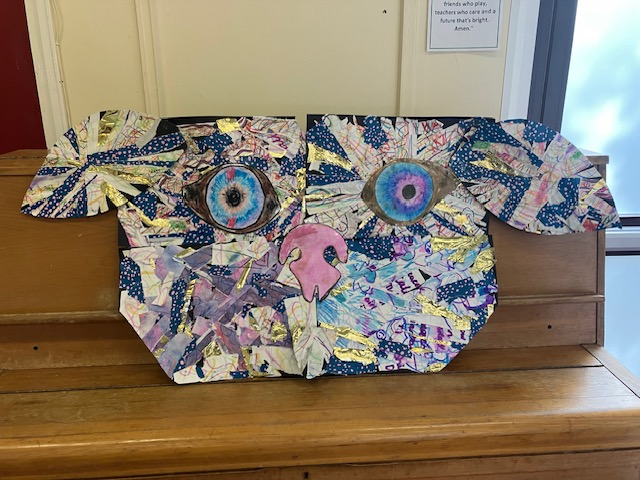 friends who play,
teachers who care and a
future that's bright.
Amen."